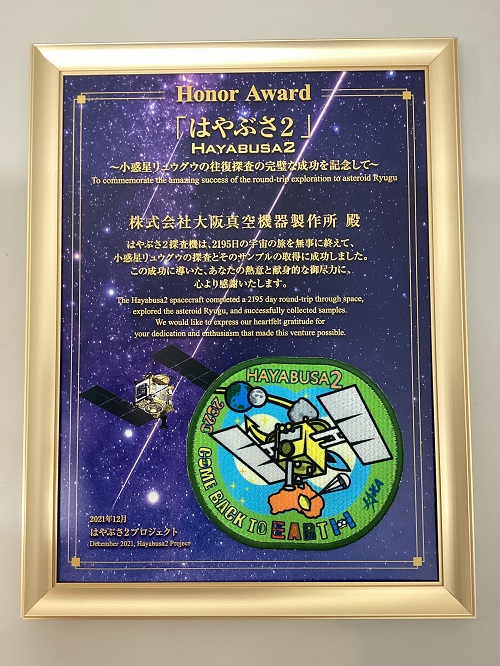 Honor Award
「はやぶさ2」
HAYABUSA2
〜小惑星リュウグウの往復探査の完璧な成功を記念して〜
To commemorate the amazing success of the round-trip exploration to asteroid Ryugu
株式会社大阪真空機器製作所 殿
はやぶさ2探査機は、2195日の宇宙の旅を無事に終えて、
小惑星リュウグウの探査とそのサンプルの取得に成功しました。
この成功に導いた、あなたの熱意と献身的な御尽力に、
心より感謝いたします。
The Hayabusa2 spacecraft completed a 2195 day round-trip through space,
explored the asteroid Ryugu, and successfully collected samples.
We would like to express our heartfelt gratitude for
your dedication and enthusiasm that made this venture possible.
HAYABUSA2
COME BACK TO EARTH
JAXA
2021年12月
はやぶさ2プロジェクト
December 2021, Hayabusa2 Project